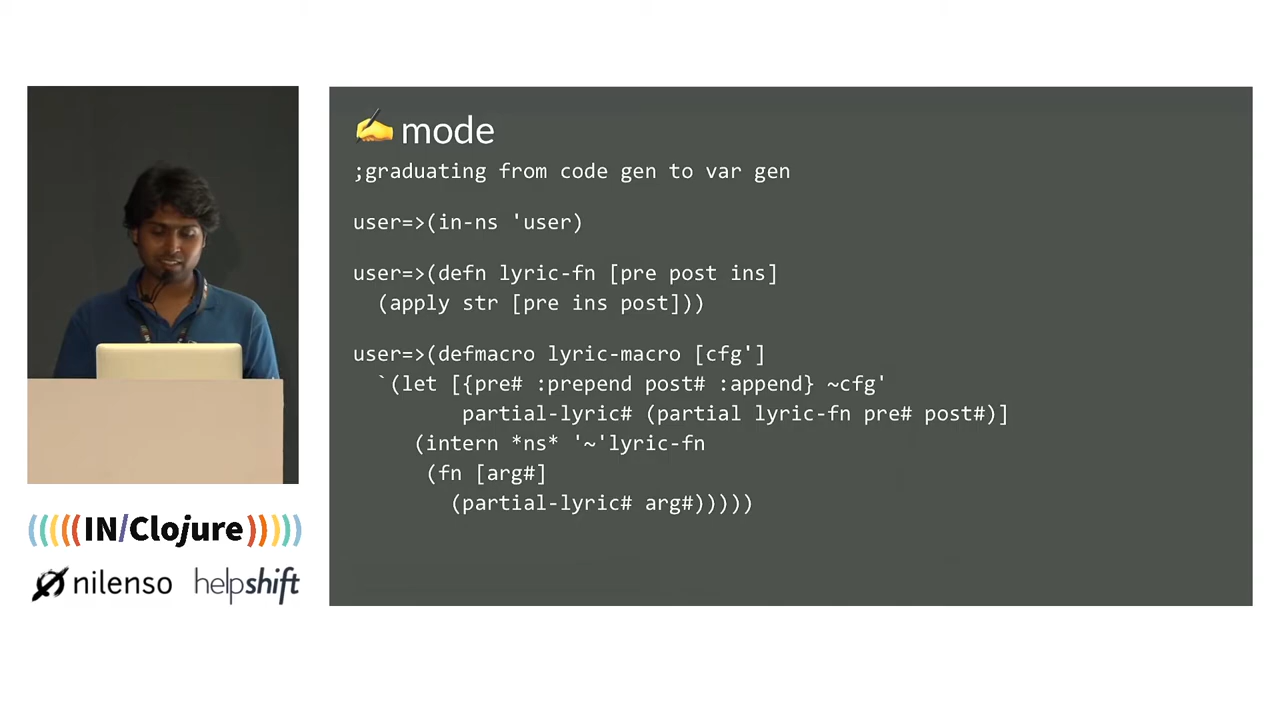 ✍mode
;graduating from code gen to var gen
user=>(in-ns 'user)
user=>(defn lyric-fn [pre post ins]
(apply str [pre ins post]))
user=>(defmacro lyric-macro [cfg']
`(let [{pre# :prepend post# :append} ~cfg'
partial-lyric# (partial lyric-fn pre# post#)]
(intern *ns* '~'lyric-fn
(fn [arg#]
(partial-lyric# arg#)))))
(((((IN/Clojure)))))
nilenso helpshift